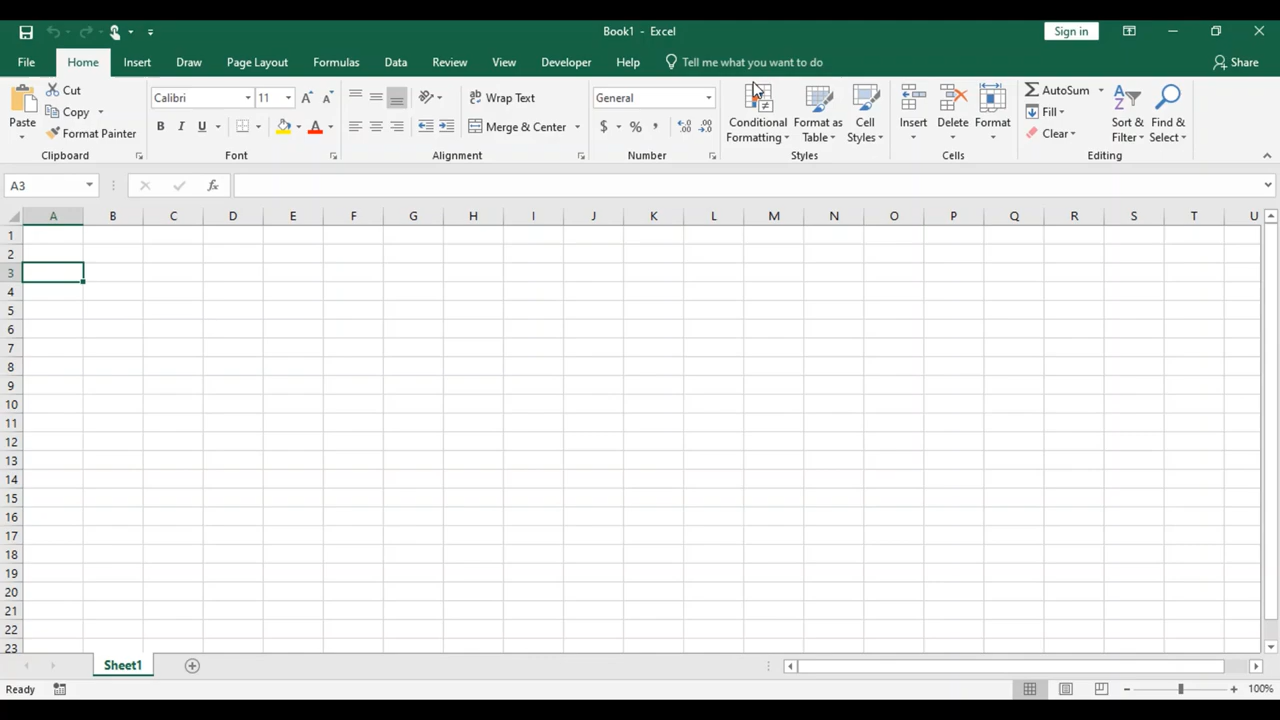 Book1 - Excel
Sign in
File Home Insert Draw Page Layout Formulas Data Review View Developer Help Tell me what you want to do Share
Paste
Cut
Copy
Format Painter
Clipboard
Calibri 11
B I U
Font
Wrap Text
Merge & Center
Alignment
General
$ % ,
Number
Conditional Formatting
Format as Table
Cell Styles
Styles
Insert Delete Format
Cells
AutoSum
Fill
Clear
Sort & Filter
Find & Select
Editing
A3 fx
A B C D E F G H I J K L M N O P Q R S T U
1
2
3
4
5
6
7
8
9
10
11
12
13
14
15
16
17
18
19
20
21
22
23
Sheet1
Ready 100%